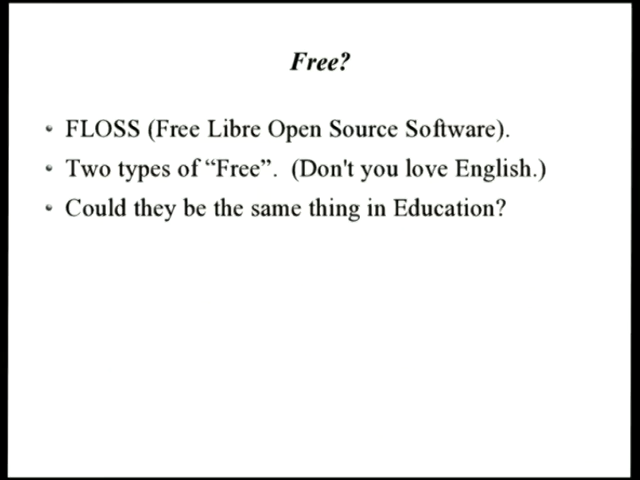 Free?
• FLOSS (Free Libre Open Source Software).
• Two types of “Free”.  (Don't you love English.)
• Could they be the same thing in Education?